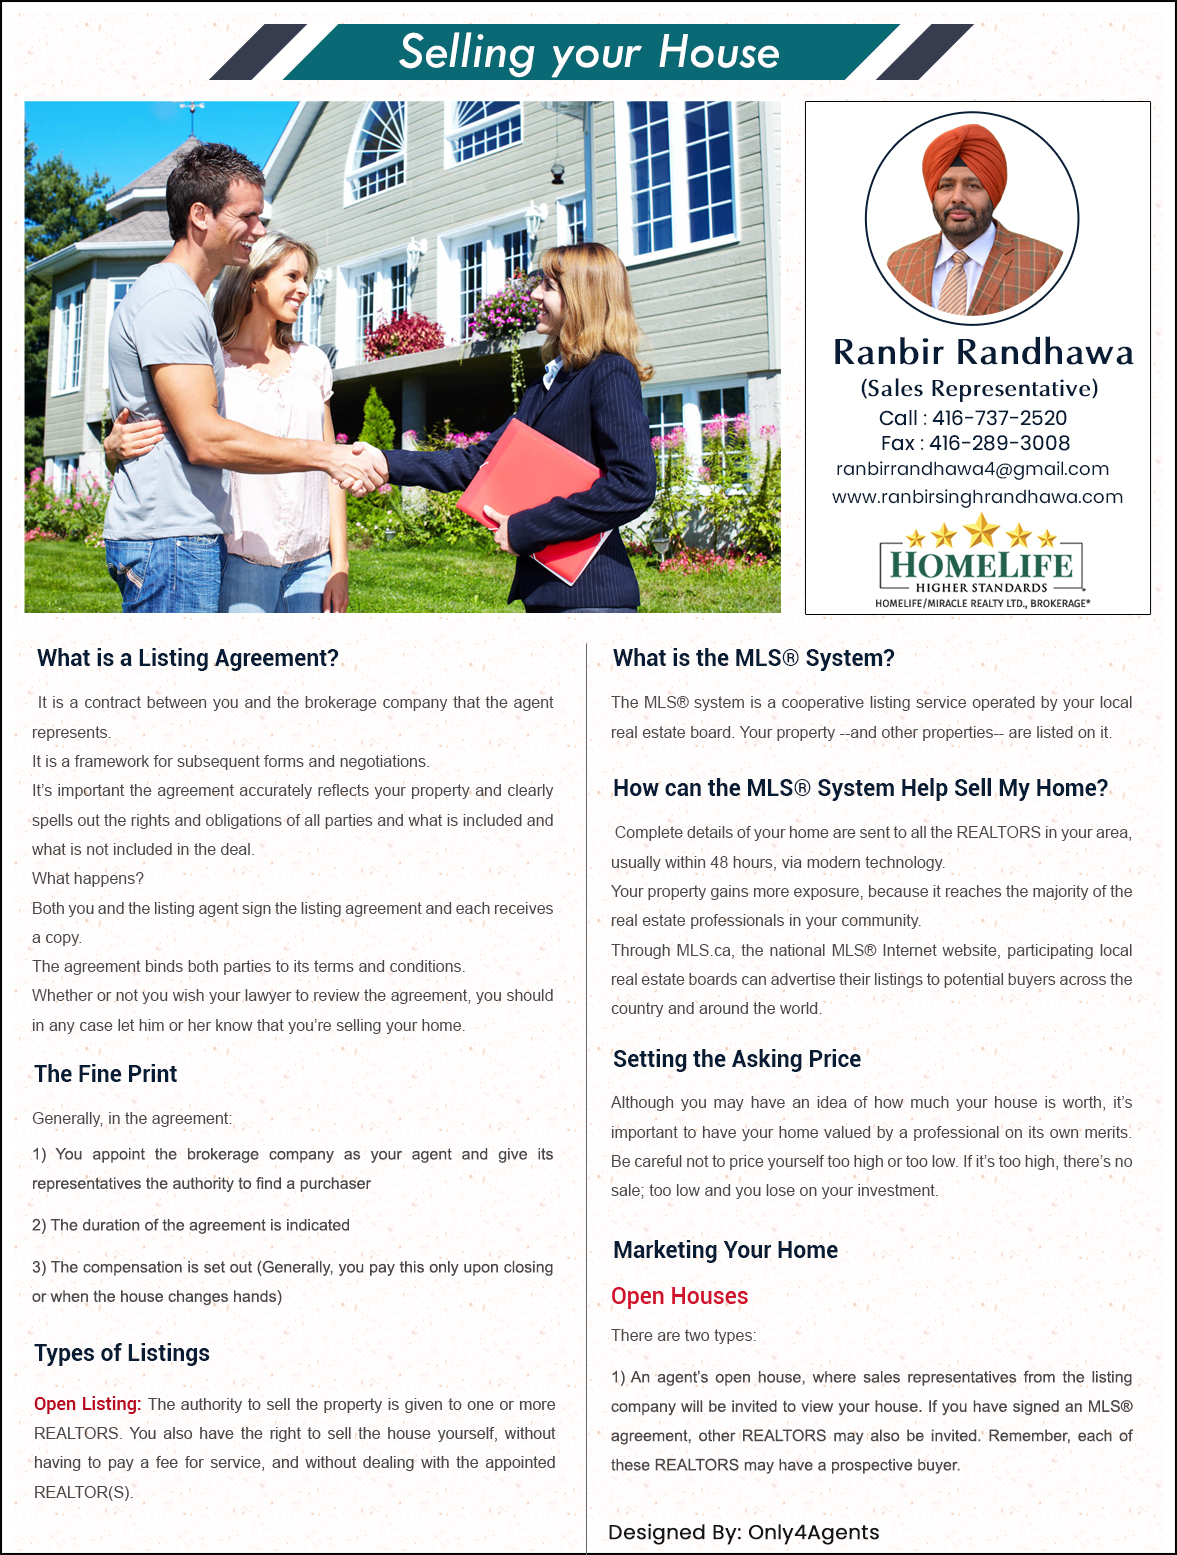 Selling your House
Ranbir Randhawa
(Sales Representative)
Call : 416-737-2520
Fax : 416-289-3008
ranbirrandhawa4@gmail.com
www.ranbirsinghrandhawa.com
HOMELIFE
HIGHER STANDARDS
HOMELIFE/MIRACLE REALTY LTD., BROKERAGE*
What is a Listing Agreement?
It is a contract between you and the brokerage company that the agent
represents.
It is a framework for subsequent forms and negotiations.
It’s important the agreement accurately reflects your property and clearly
spells out the rights and obligations of all parties and what is included and
what is not included in the deal.
What happens?
Both you and the listing agent sign the listing agreement and each receives
a copy.
The agreement binds both parties to its terms and conditions.
Whether or not you wish your lawyer to review the agreement, you should
in any case let him or her know that you’re selling your home.
The Fine Print
Generally, in the agreement:
1) You appoint the brokerage company as your agent and give its
representatives the authority to find a purchaser
2) The duration of the agreement is indicated
3) The compensation is set out (Generally, you pay this only upon closing
or when the house changes hands)
Types of Listings
Open Listing: The authority to sell the property is given to one or more
REALTORS. You also have the right to sell the house yourself, without
having to pay a fee for service, and without dealing with the appointed
REALTOR(S).
What is the MLS® System?
The MLS® system is a cooperative listing service operated by your local
real estate board. Your property --and other properties-- are listed on it.
How can the MLS® System Help Sell My Home?
Complete details of your home are sent to all the REALTORS in your area,
usually within 48 hours, via modern technology.
Your property gains more exposure, because it reaches the majority of the
real estate professionals in your community.
Through MLS.ca, the national MLS® Internet website, participating local
real estate boards can advertise their listings to potential buyers across the
country and around the world.
Setting the Asking Price
Although you may have an idea of how much your house is worth, it’s
important to have your home valued by a professional on its own merits.
Be careful not to price yourself too high or too low. If it’s too high, there’s no
sale; too low and you lose on your investment.
Marketing Your Home
Open Houses
There are two types:
1) An agent’s open house, where sales representatives from the listing
company will be invited to view your house. If you have signed an MLS®
agreement, other REALTORS may also be invited. Remember, each of
these REALTORS may have a prospective buyer.
Designed By: Only4Agents